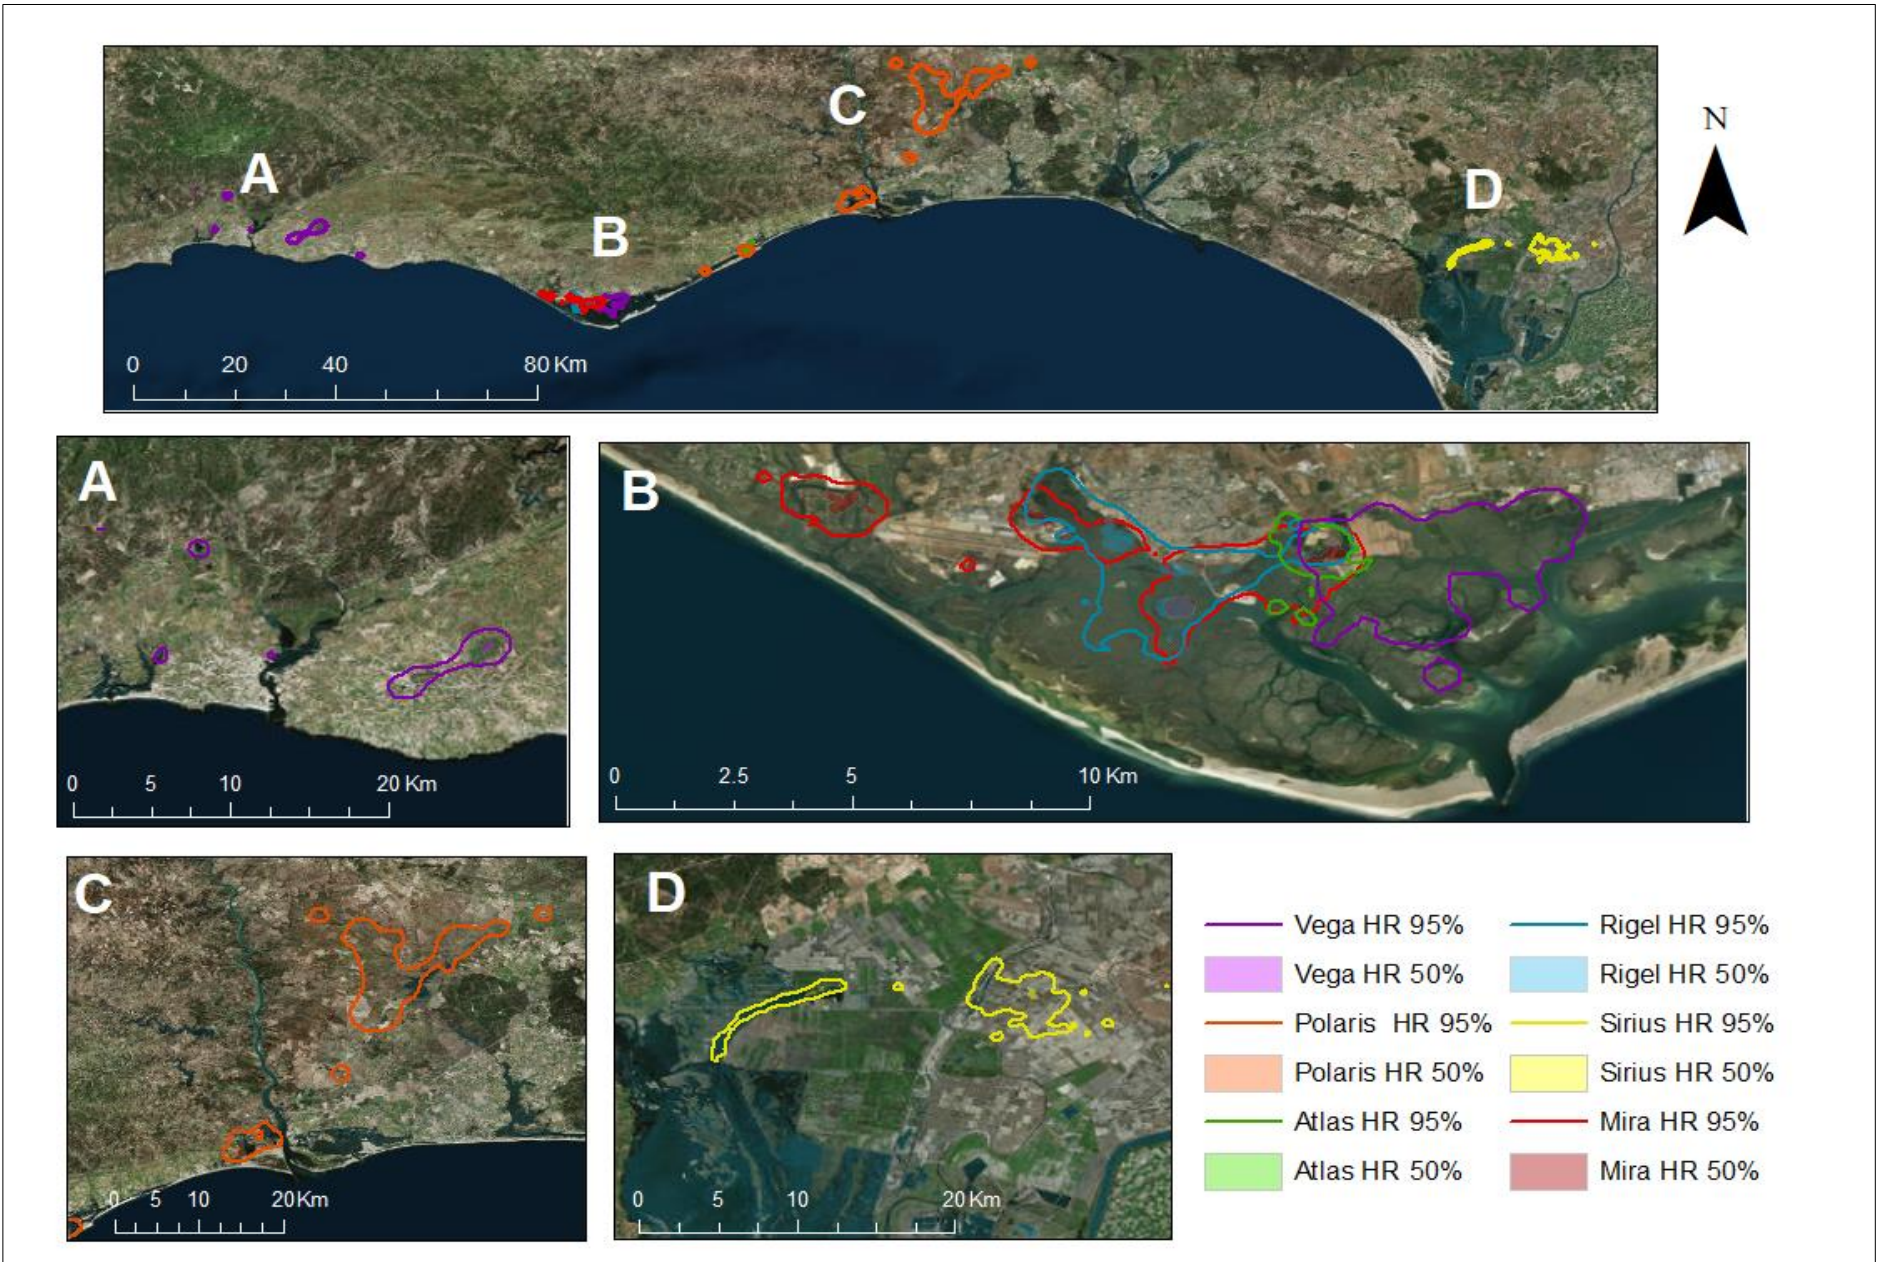 A
B
C
D
N
0 20 40 80 Km
A
0 5 10 20 Km
B
0 2.5 5 10 Km
C
0 5 10 20 Km
D
0 5 10 20 Km
Vega HR 95%
Rigel HR 95%
Vega HR 50%
Rigel HR 50%
Polaris HR 95%
Sirius HR 95%
Polaris HR 50%
Sirius HR 50%
Atlas HR 95%
Mira HR 95%
Atlas HR 50%
Mira HR 50%